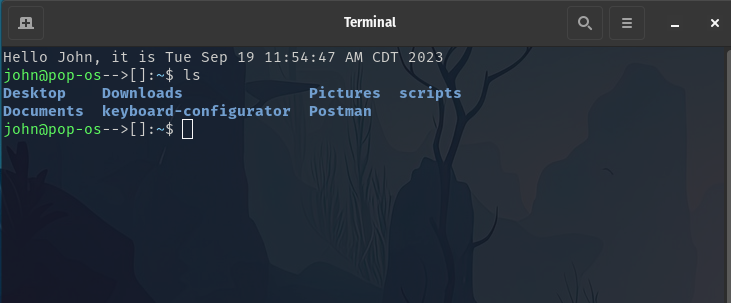 Terminal
Hello John, it is Tue Sep 19 11:54:47 AM CDT 2023
john@pop-os-->[]:~$ ls
Desktop    Downloads              Pictures  scripts
Documents  keyboard-configurator  Postman
john@pop-os-->[]:~$